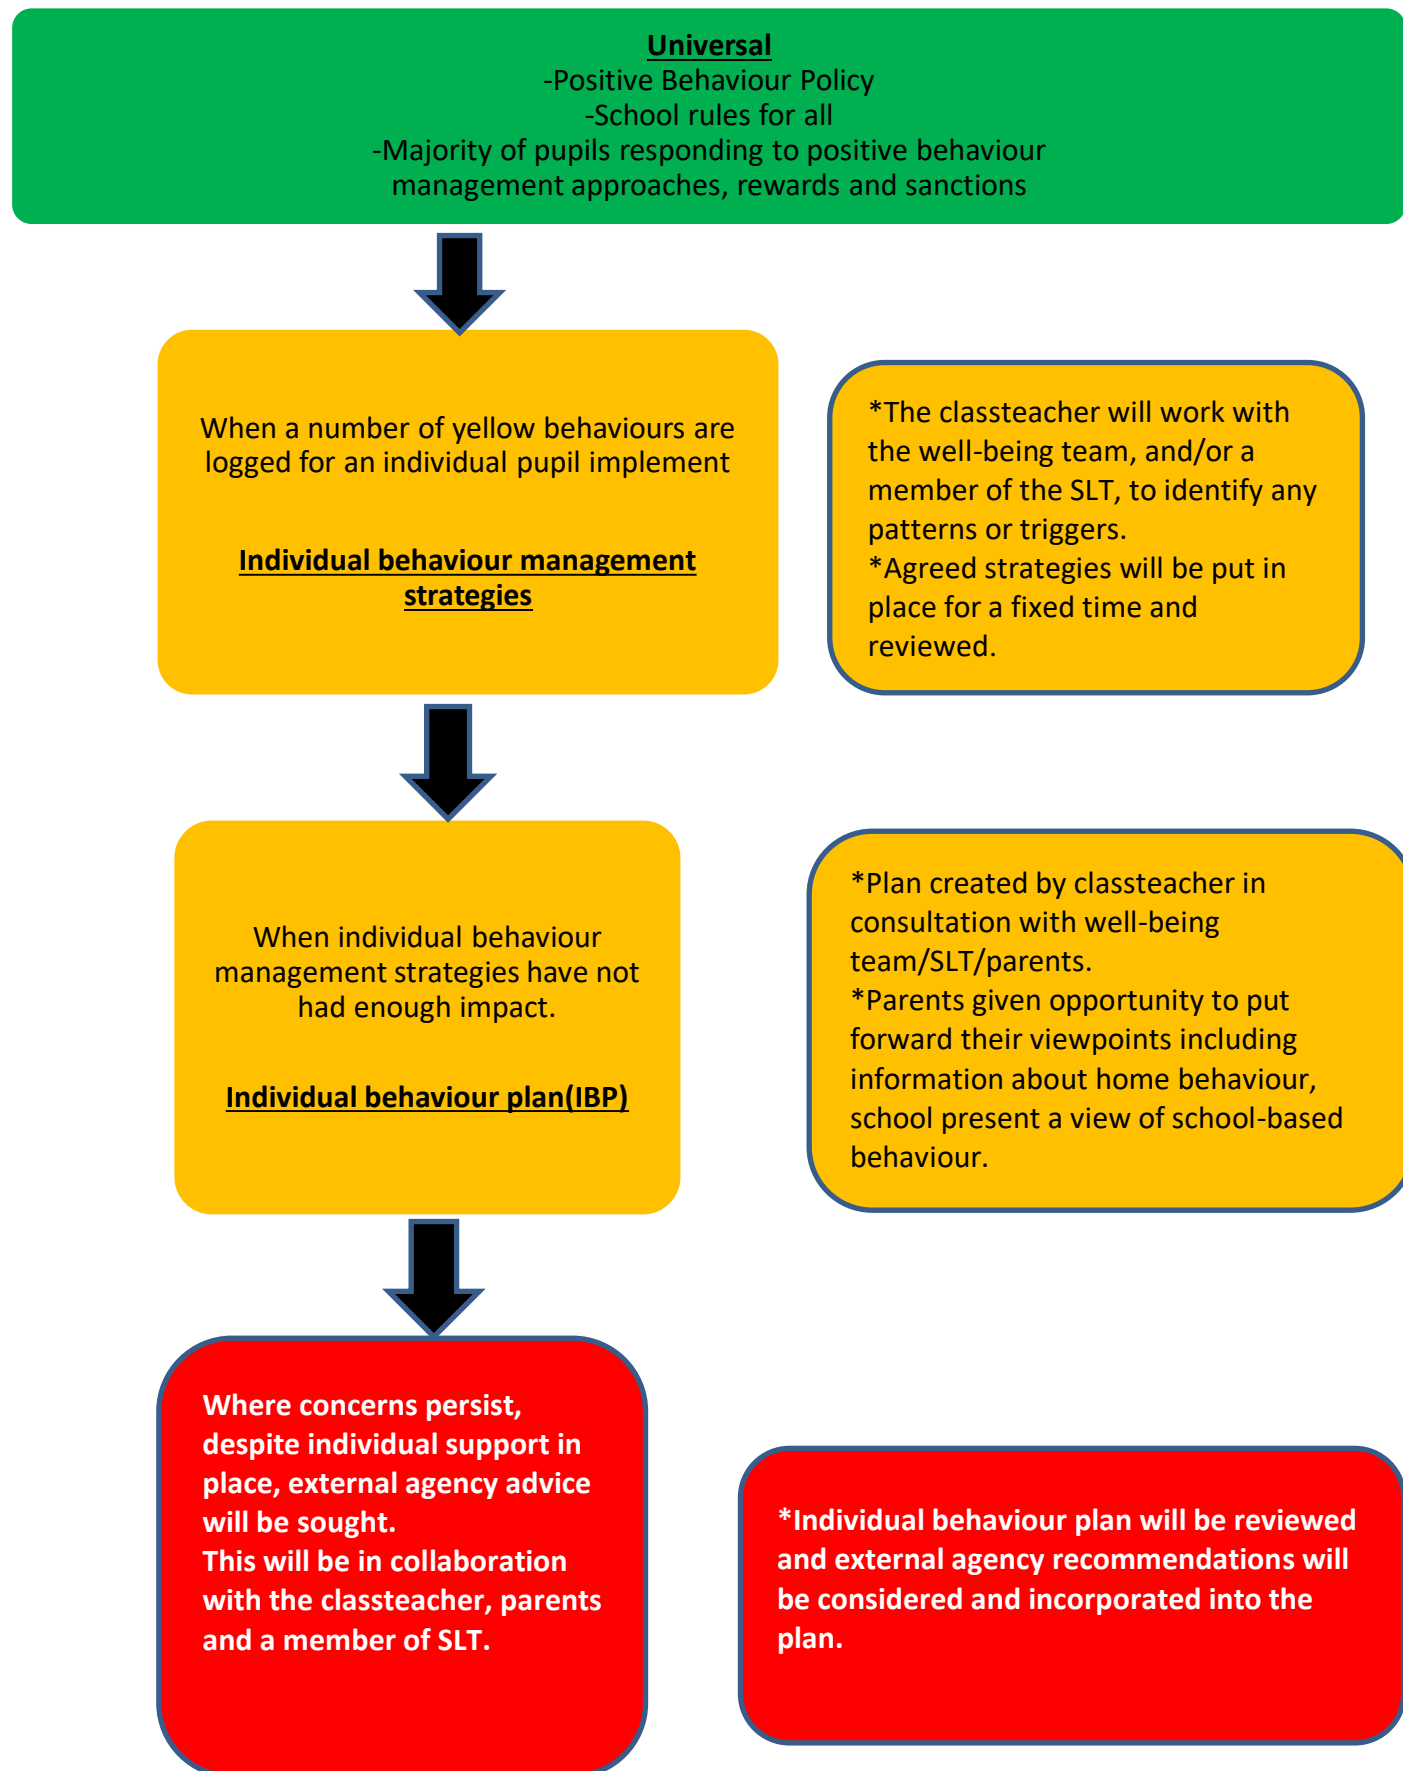 Universal
-Positive Behaviour Policy
-School rules for all
-Majority of pupils responding to positive behaviour
management approaches, rewards and sanctions
When a number of yellow behaviours are
logged for an individual pupil implement
Individual behaviour management
strategies
*The classteacher will work with
the well-being team, and/or a
member of the SLT, to identify any
patterns or triggers.
*Agreed strategies will be put in
place for a fixed time and
reviewed.
When individual behaviour
management strategies have not
had enough impact.
Individual behaviour plan(IBP)
*Plan created by classteacher in
consultation with well-being
team/SLT/parents.
*Parents given opportunity to put
forward their viewpoints including
information about home behaviour,
school present a view of school-based
behaviour.
Where concerns persist,
despite individual support in
place, external agency advice
will be sought.
This will be in collaboration
with the classteacher, parents
and a member of SLT.
*Individual behaviour plan will be reviewed
and external agency recommendations will
be considered and incorporated into the
plan.